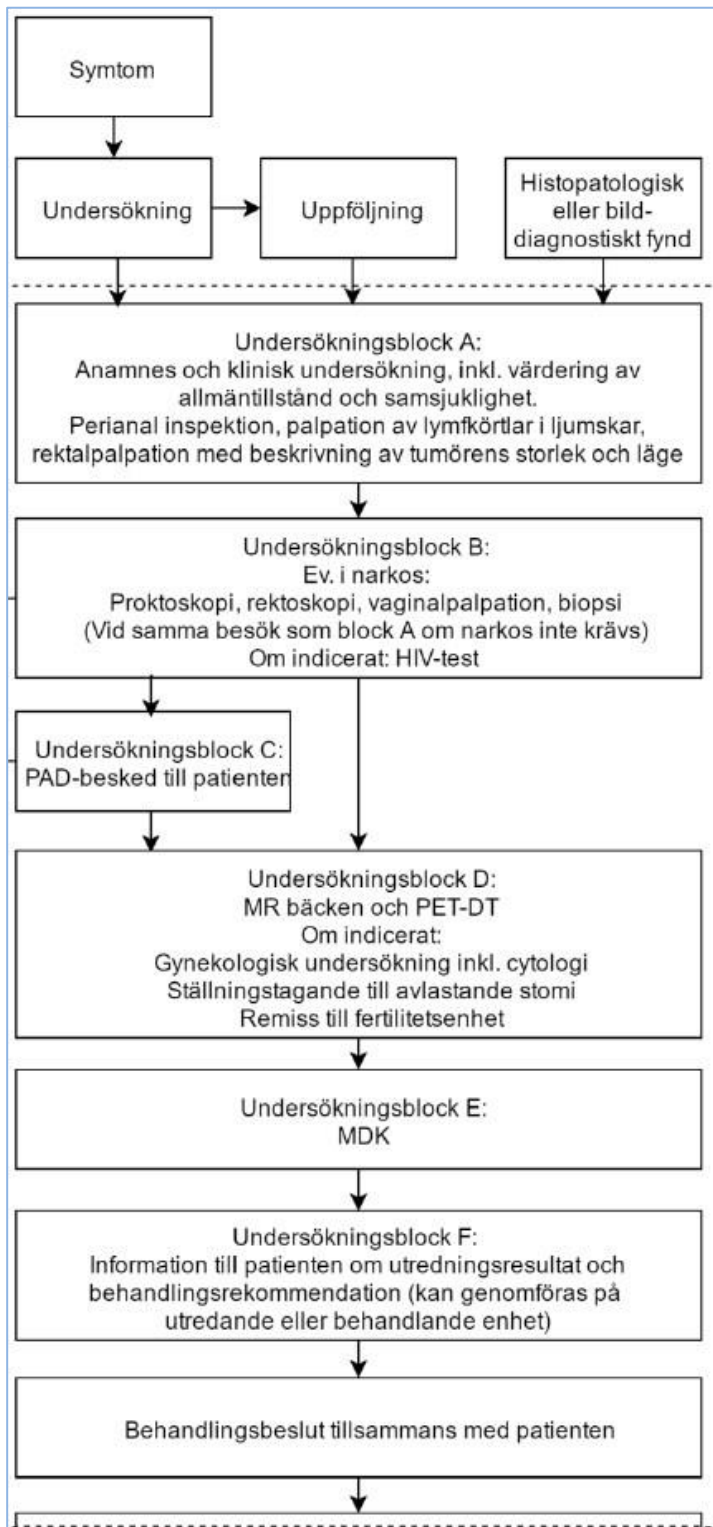 Symtom
Undersökning
Uppföljning
Histopatologisk
eller bild-
diagnostiskt fynd
Undersökningsblock A:
Anamnes och klinisk undersökning, inkl. värdering av
allmäntillstånd och samsjuklighet.
Perianal inspektion, palpation av lymfkörtlar i ljumskar,
rektalpalpation med beskrivning av tumörens storlek och läge
Undersökningsblock B:
Ev. i narkos:
Proktoskopi, rektoskopi, vaginalpalpation, biopsi
(Vid samma besök som block A om narkos inte krävs)
Om indicerat: HIV-test
Undersökningsblock C:
PAD-besked till patienten
Undersökningsblock D:
MR bäcken och PET-DT
Om indicerat:
Gynekologisk undersökning inkl. cytologi
Ställningstagande till avlastande stomi
Remiss till fertilitetsenhet
Undersökningsblock E:
MDK
Undersökningsblock F:
Information till patienten om utredningsresultat och
behandlingsrekommendation (kan genomföras på
utredande eller behandlande enhet)
Behandlingsbeslut tillsammans med patienten